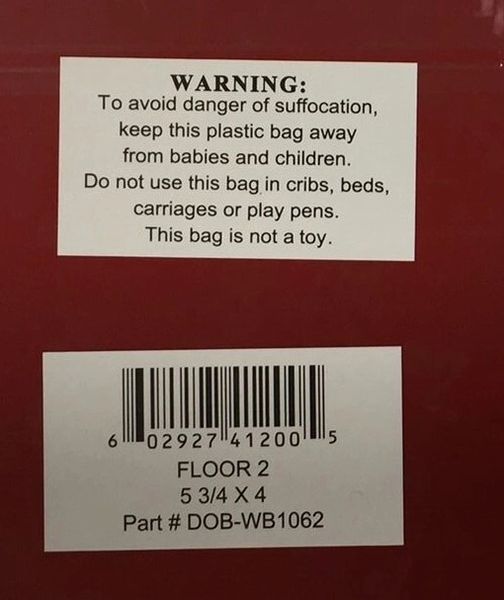 WARNING:
To avoid danger of suffocation,
keep this plastic bag away
from babies and children.
Do not use this bag in cribs, beds,
carriages or play pens.
This bag is not a toy.
6 02927 41200 5
FLOOR 2
5 3/4 X 4
Part # DOB-WB1062